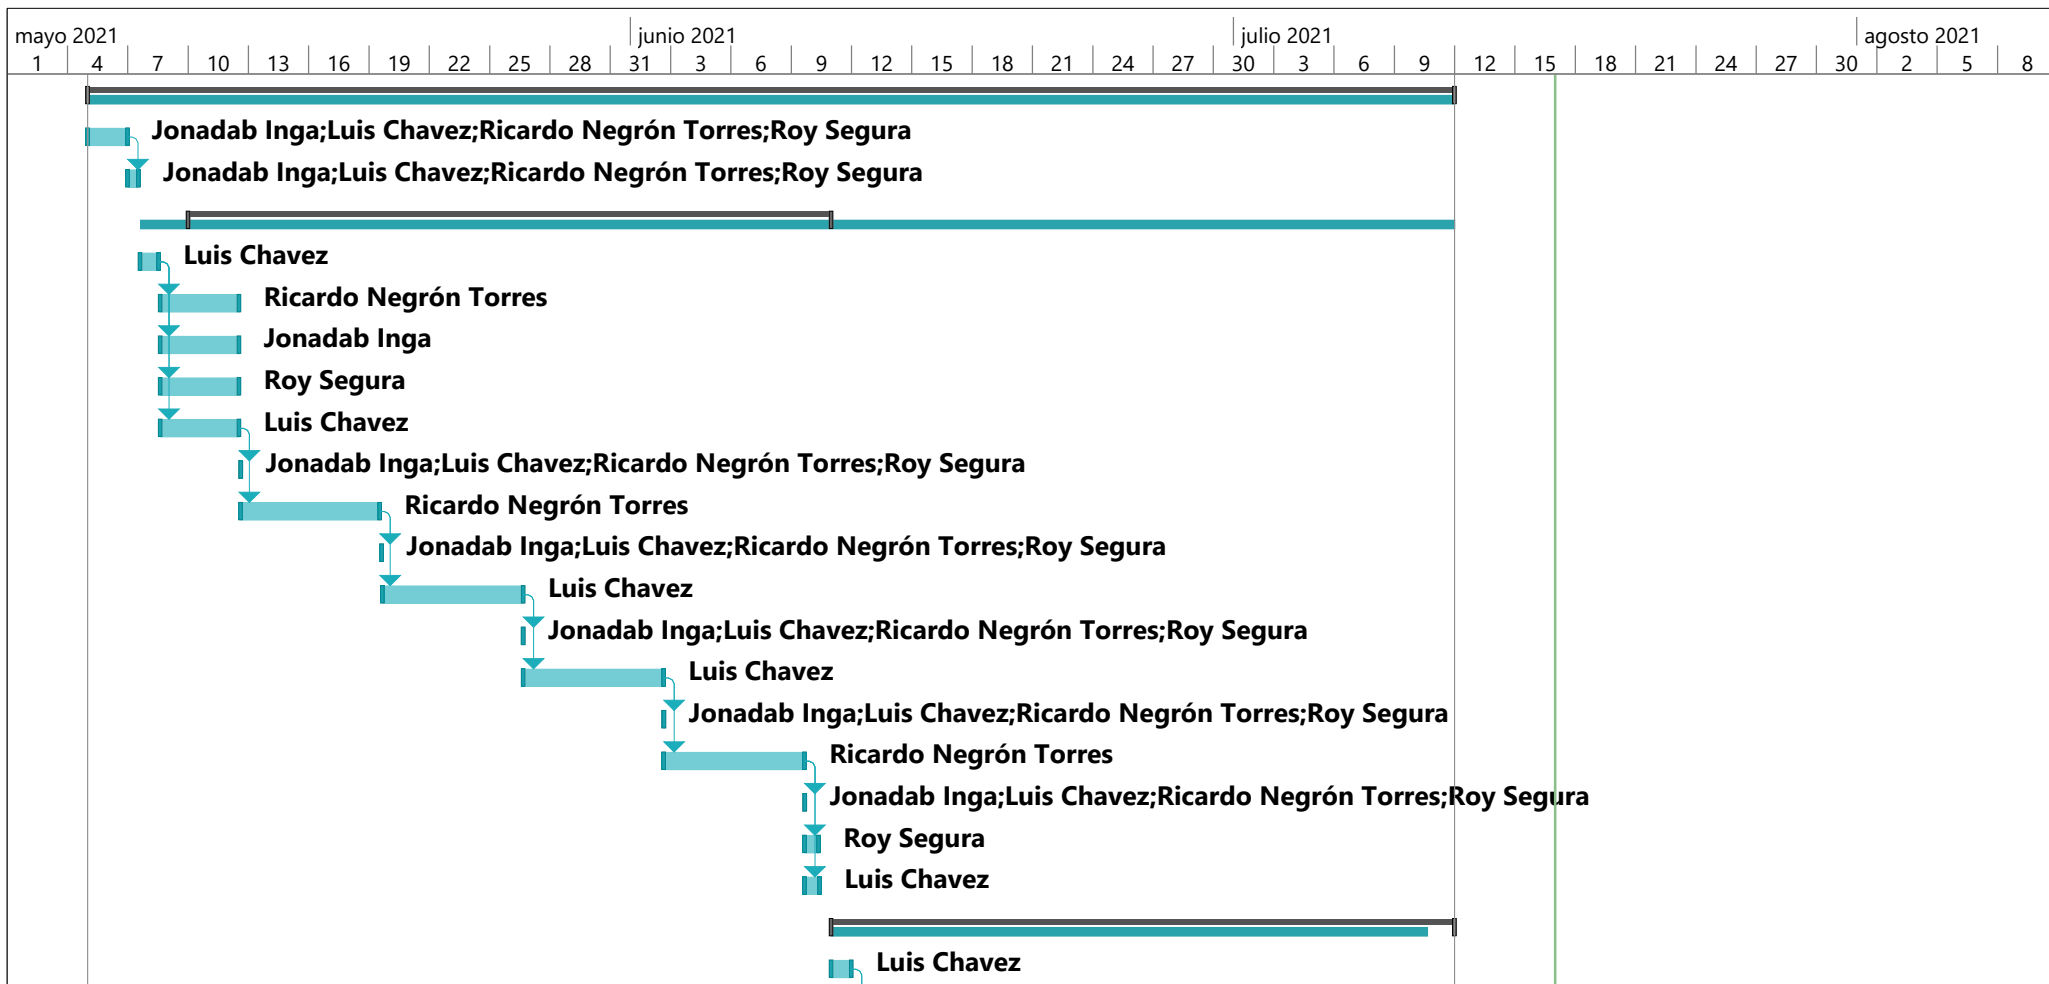 mayo 2021 junio 2021 julio 2021 agosto 2021
1 4 7 10 13 16 19 22 25 28 31 3 6 9 12 15 18 21 24 27 30 3 6 9 12 15 18 21 24 27 30 2 5 8
Jonadab Inga;Luis Chavez;Ricardo Negrón Torres;Roy Segura
Jonadab Inga;Luis Chavez;Ricardo Negrón Torres;Roy Segura
Luis Chavez
Ricardo Negrón Torres
Jonadab Inga
Roy Segura
Luis Chavez
Jonadab Inga;Luis Chavez;Ricardo Negrón Torres;Roy Segura
Ricardo Negrón Torres
Jonadab Inga;Luis Chavez;Ricardo Negrón Torres;Roy Segura
Luis Chavez
Jonadab Inga;Luis Chavez;Ricardo Negrón Torres;Roy Segura
Luis Chavez
Jonadab Inga;Luis Chavez;Ricardo Negrón Torres;Roy Segura
Ricardo Negrón Torres
Jonadab Inga;Luis Chavez;Ricardo Negrón Torres;Roy Segura
Roy Segura
Luis Chavez
Luis Chavez